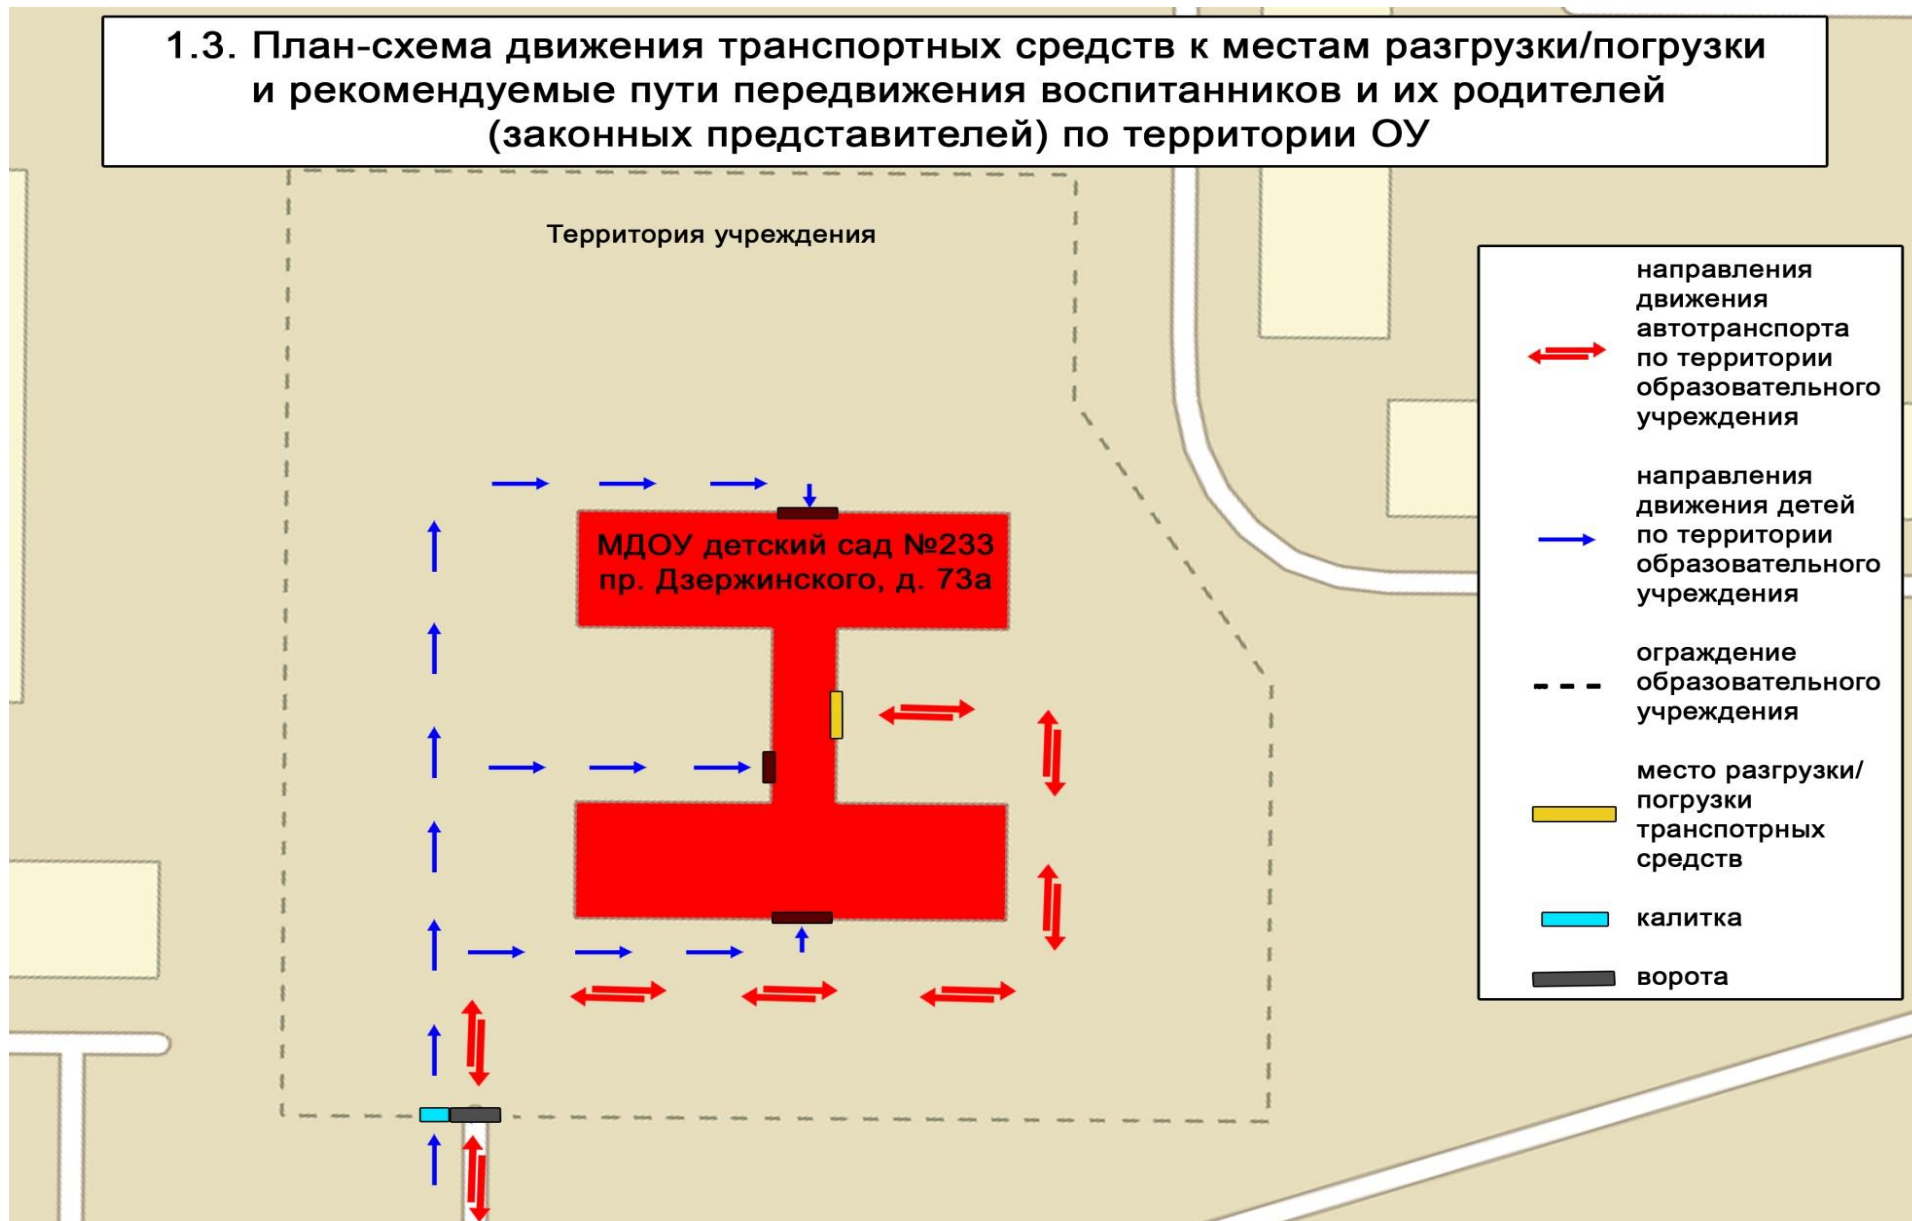 1.3. План-схема движения транспортных средств к местам разгрузки/погрузки
и рекомендуемые пути передвижения воспитанников и их родителей
(законных представителей) по территории ОУ
Территория учреждения
МДОУ детский сад №233
пр. Дзержинского, д. 73а
направления
движения
автотранспорта
по территории
образовательного
учреждения
направления
движения детей
по территории
образовательного
учреждения
ограждение
образовательного
учреждения
место разгрузки/
погрузки
транспотрных
средств
калитка
ворота